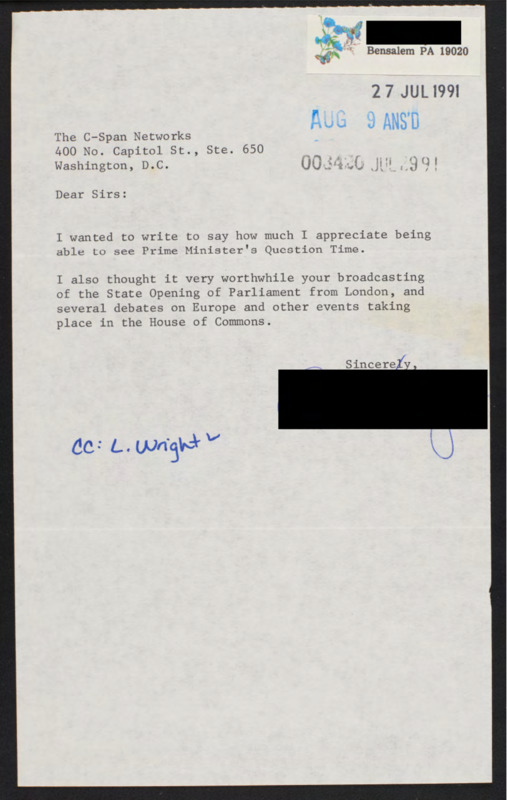 Bensalem PA 19020
27 JUL 1991
AUG 9 ANS'D
The C-Span Networks
400 No. Capitol St., Ste. 650
Washington, D.C.
JUL 1991
Dear Sirs:
I wanted to write to say how much I appreciate being
able to see Prime Minister's Question Time.
I also thought it very worthwhile your broadcasting
of the State Opening of Parliament from London, and
several debates on Europe and other events taking
place in the House of Commons.
Sincerely,
CC: L. Wright